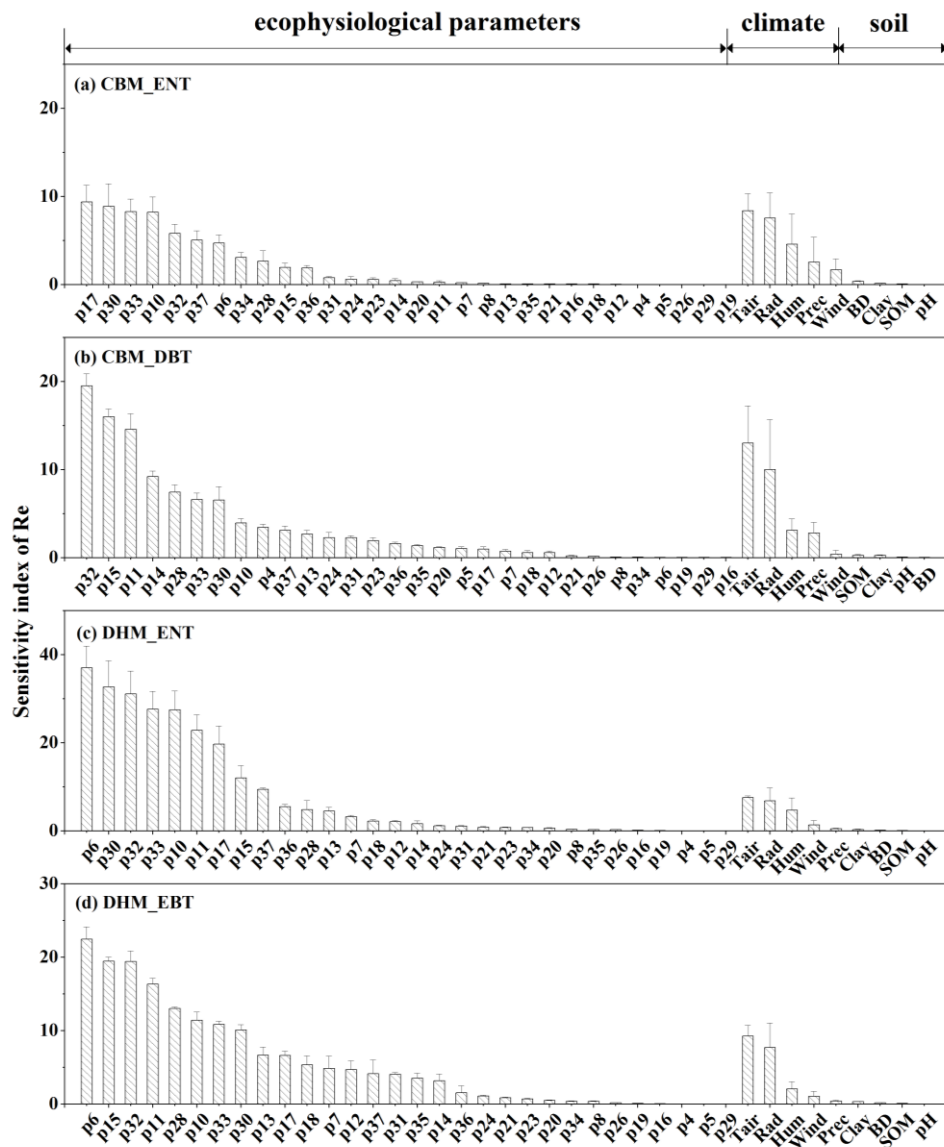 ecophysiological parameters climate soil
Sensitivity index of Re
(a) CBM_ENT
20
10
0
p17 p30 p33 p10 p32 p37 p6 p34 p28 p15 p36 p31 p24 p23 p14 p20 p11 p7 p8 p13 p35 p21 p16 p18 p12 p4 p5 p26 p29 p19 Tair Rad Hum Prec Wind BD Clay SOM pH
(b) CBM_DBT
20
10
0
p32 p15 p11 p14 p28 p33 p30 p10 p4 p37 p13 p24 p31 p23 p36 p35 p20 p5 p17 p7 p18 p12 p21 p26 p8 p34 p6 p19 p29 p16 Tair Rad Hum Prec Wind SOM Clay pH BD
(c) DHM_ENT
40
20
0
p6 p30 p32 p33 p10 p11 p17 p15 p37 p36 p28 p13 p7 p18 p12 p14 p24 p31 p21 p23 p34 p20 p8 p35 p26 p16 p19 p4 p5 p29 Tair Rad Hum Wind Prec Clay BD SOM pH
(d) DHM_EBT
30
20
10
0
p6 p15 p32 p11 p28 p10 p33 p30 p13 p17 p18 p7 p12 p37 p31 p35 p14 p36 p24 p21 p23 p20 p34 p8 p26 p19 p16 p4 p5 p29 Tair Rad Hum Wind Prec Clay BD SOM pH